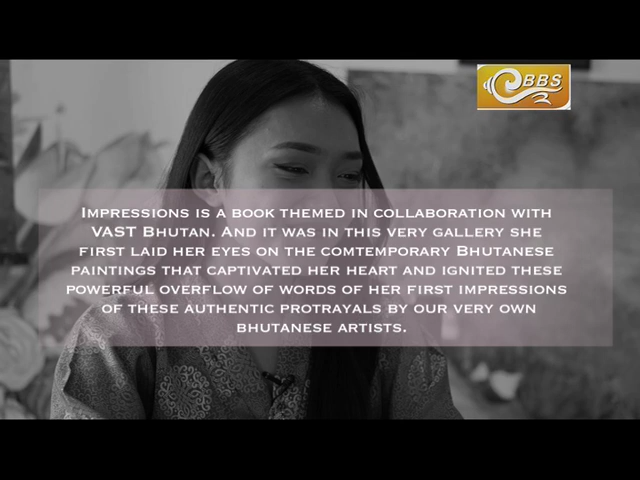 BBS
2
Impressions is a book themed in collaboration with
VAST Bhutan. And it was in this very gallery she
first laid her eyes on the comtemporary Bhutanese
paintings that captivated her heart and ignited these
powerful overflow of words of her first impressions
of these authentic protrayals by our very own
bhutanese artists.